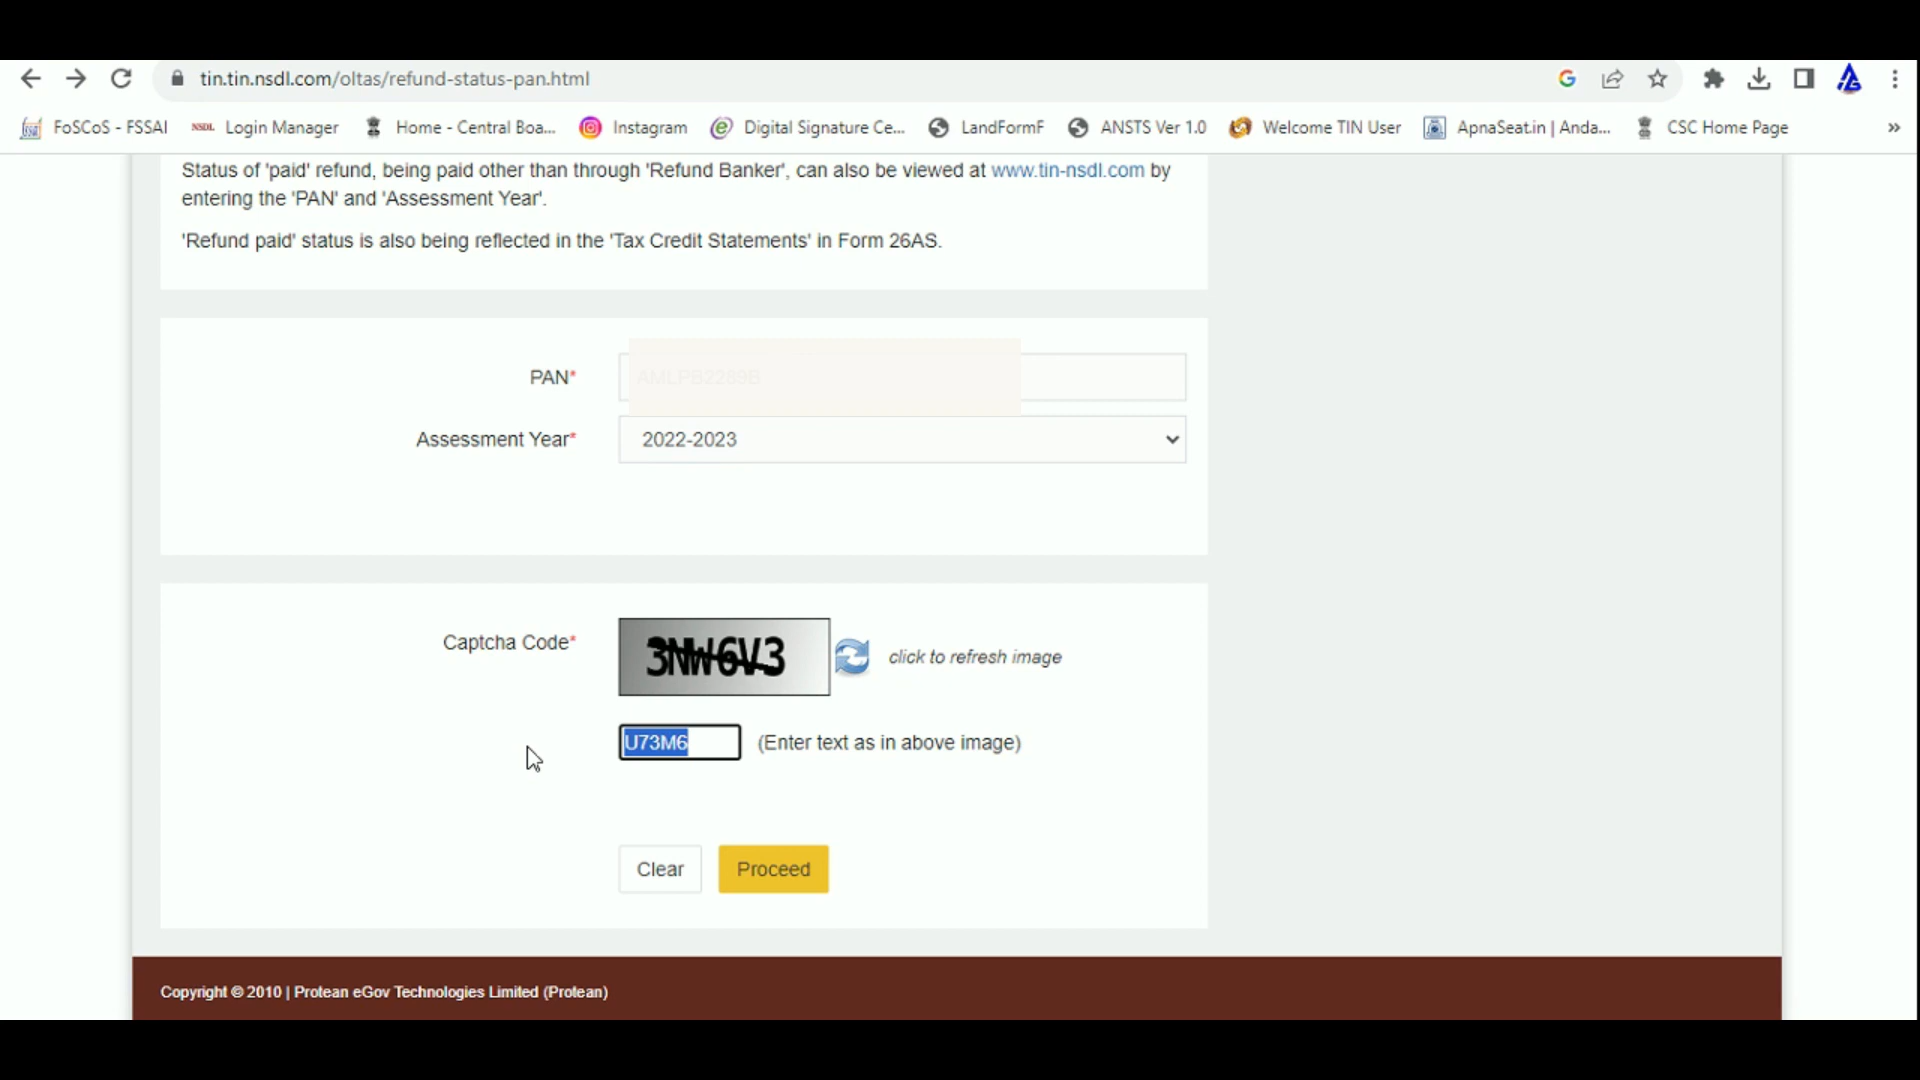 tin.tin.nsdl.com/oltas/refund-status-pan.html
FoSCoS - FSSAI NSDL Login Manager Home - Central Boa... Instagram Digital Signature Ce... LandFormF ANSTS Ver 1.0 Welcome TIN User ApnaSeat.in | Anda... CSC Home Page »
Status of 'paid' refund, being paid other than through 'Refund Banker', can also be viewed at www.tin-nsdl.com by
entering the 'PAN' and 'Assessment Year'.
'Refund paid' status is also being reflected in the 'Tax Credit Statements' in Form 26AS.
PAN*
Assessment Year* 2022-2023
Captcha Code* 3NW6V3 click to refresh image
U73M6 (Enter text as in above image)
Clear Proceed
Copyright © 2010 | Protean eGov Technologies Limited (Protean)